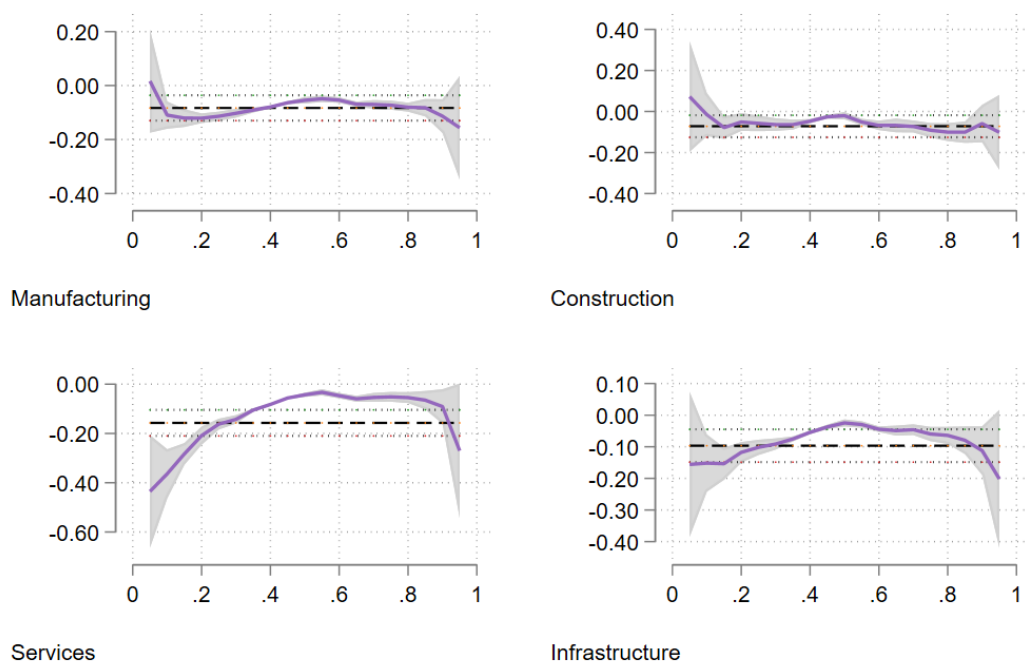 0.20
0.00
-0.20
-0.40
0 .2 .4 .6 .8 1
Manufacturing
0.40
0.20
0.00
-0.20
-0.40
0 .2 .4 .6 .8 1
Construction
0.00
-0.20
-0.40
-0.60
0 .2 .4 .6 .8 1
Services
0.10
0.00
-0.10
-0.20
-0.30
-0.40
0 .2 .4 .6 .8 1
Infrastructure